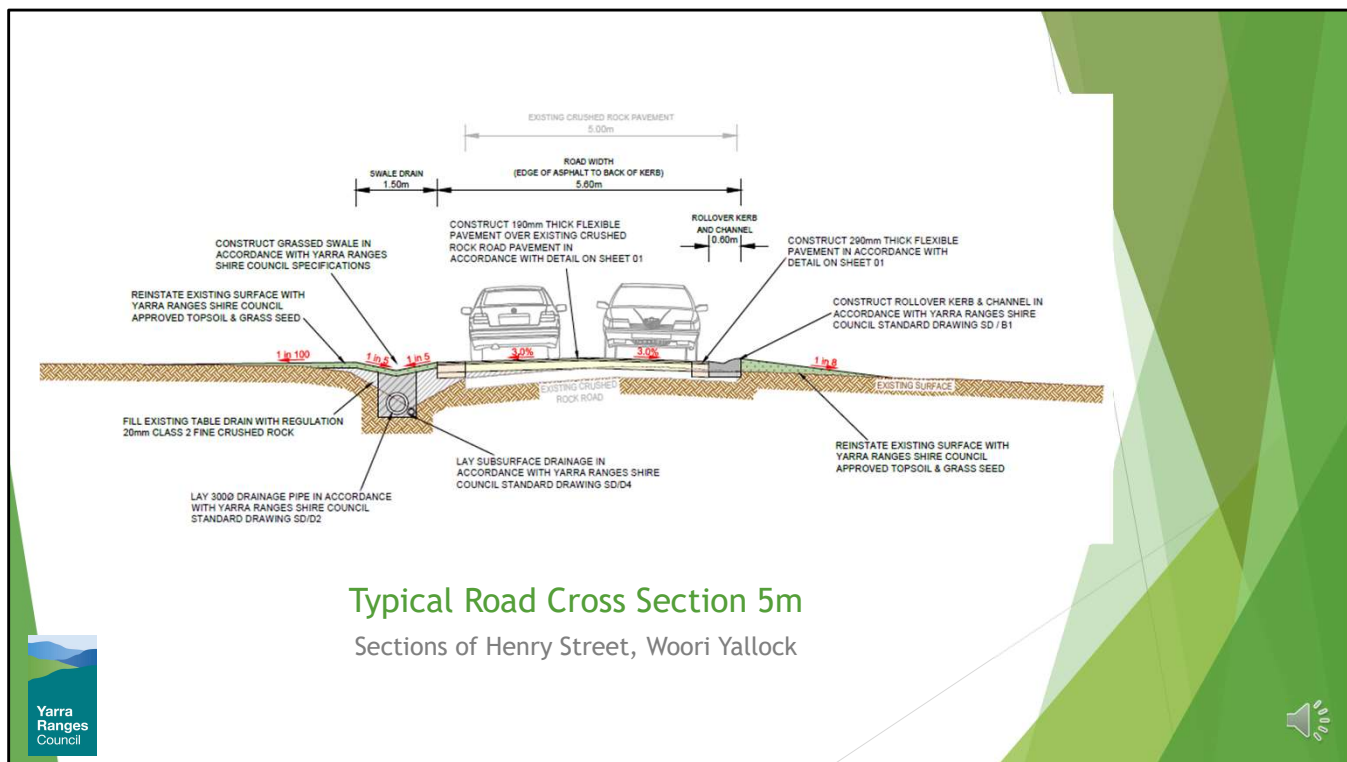 EXISTING CRUSHED ROCK PAVEMENT
5.00m
SWALE DRAIN
1.50m
ROAD WIDTH
(EDGE OF ASPHALT TO BACK OF KERB)
5.60m
CONSTRUCT GRASSED SWALE IN
ACCORDANCE WITH YARRA RANGES
SHIRE COUNCIL SPECIFICATIONS
CONSTRUCT 190mm THICK FLEXIBLE
PAVEMENT OVER EXISTING CRUSHED
ROCK ROAD PAVEMENT IN
ACCORDANCE WITH DETAIL ON SHEET 01
ROLLOVER KERB
AND CHANNEL
0.60m
CONSTRUCT 290mm THICK FLEXIBLE
PAVEMENT IN ACCORDANCE WITH
DETAIL ON SHEET 01
REINSTATE EXISTING SURFACE WITH
YARRA RANGES SHIRE COUNCIL
APPROVED TOPSOIL & GRASS SEED
CONSTRUCT ROLLOVER KERB & CHANNEL IN
ACCORDANCE WITH YARRA RANGES SHIRE
COUNCIL STANDARD DRAWING SD / B1
1 in 100
1 in 5
1 in 5
3.0%
3.0%
1 in 8
EXISTING CRUSHED
ROCK ROAD
EXISTING SURFACE
FILL EXISTING TABLE DRAIN WITH REGULATION
20mm CLASS 2 FINE CRUSHED ROCK
LAY SUBSURFACE DRAINAGE IN
ACCORDANCE WITH YARRA RANGES SHIRE
COUNCIL STANDARD DRAWING SD/D4
REINSTATE EXISTING SURFACE WITH
YARRA RANGES SHIRE COUNCIL
APPROVED TOPSOIL & GRASS SEED
LAY 300Ø DRAINAGE PIPE IN ACCORDANCE
WITH YARRA RANGES SHIRE COUNCIL
STANDARD DRAWING SD/D2
Typical Road Cross Section 5m
Sections of Henry Street, Woori Yallock
Yarra
Ranges
Council